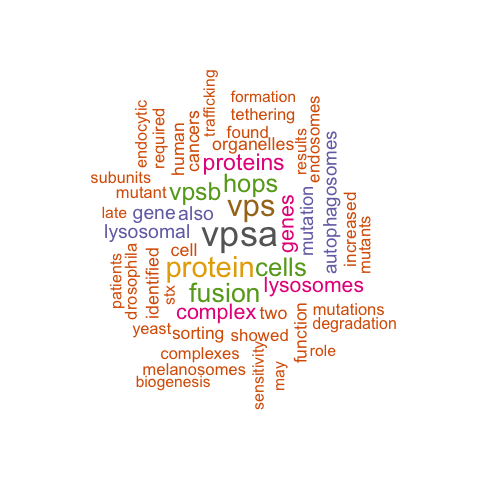 formation
trafficking
tethering
endocytic
required
human
cancers
found
organelles
results
endosomes
proteins
subunits
mutant
vpsb
hops
vps
late
gene
also
genes
mutation
autophagosomes
lysosomal
vpsa
increased
mutants
cell
protein
cells
patients
drosophila
identified
stx
fusion
lysosomes
complex
two
mutations
function
degradation
yeast
sorting
showed
complexes
role
melanosomes
sensitivity
may
biogenesis